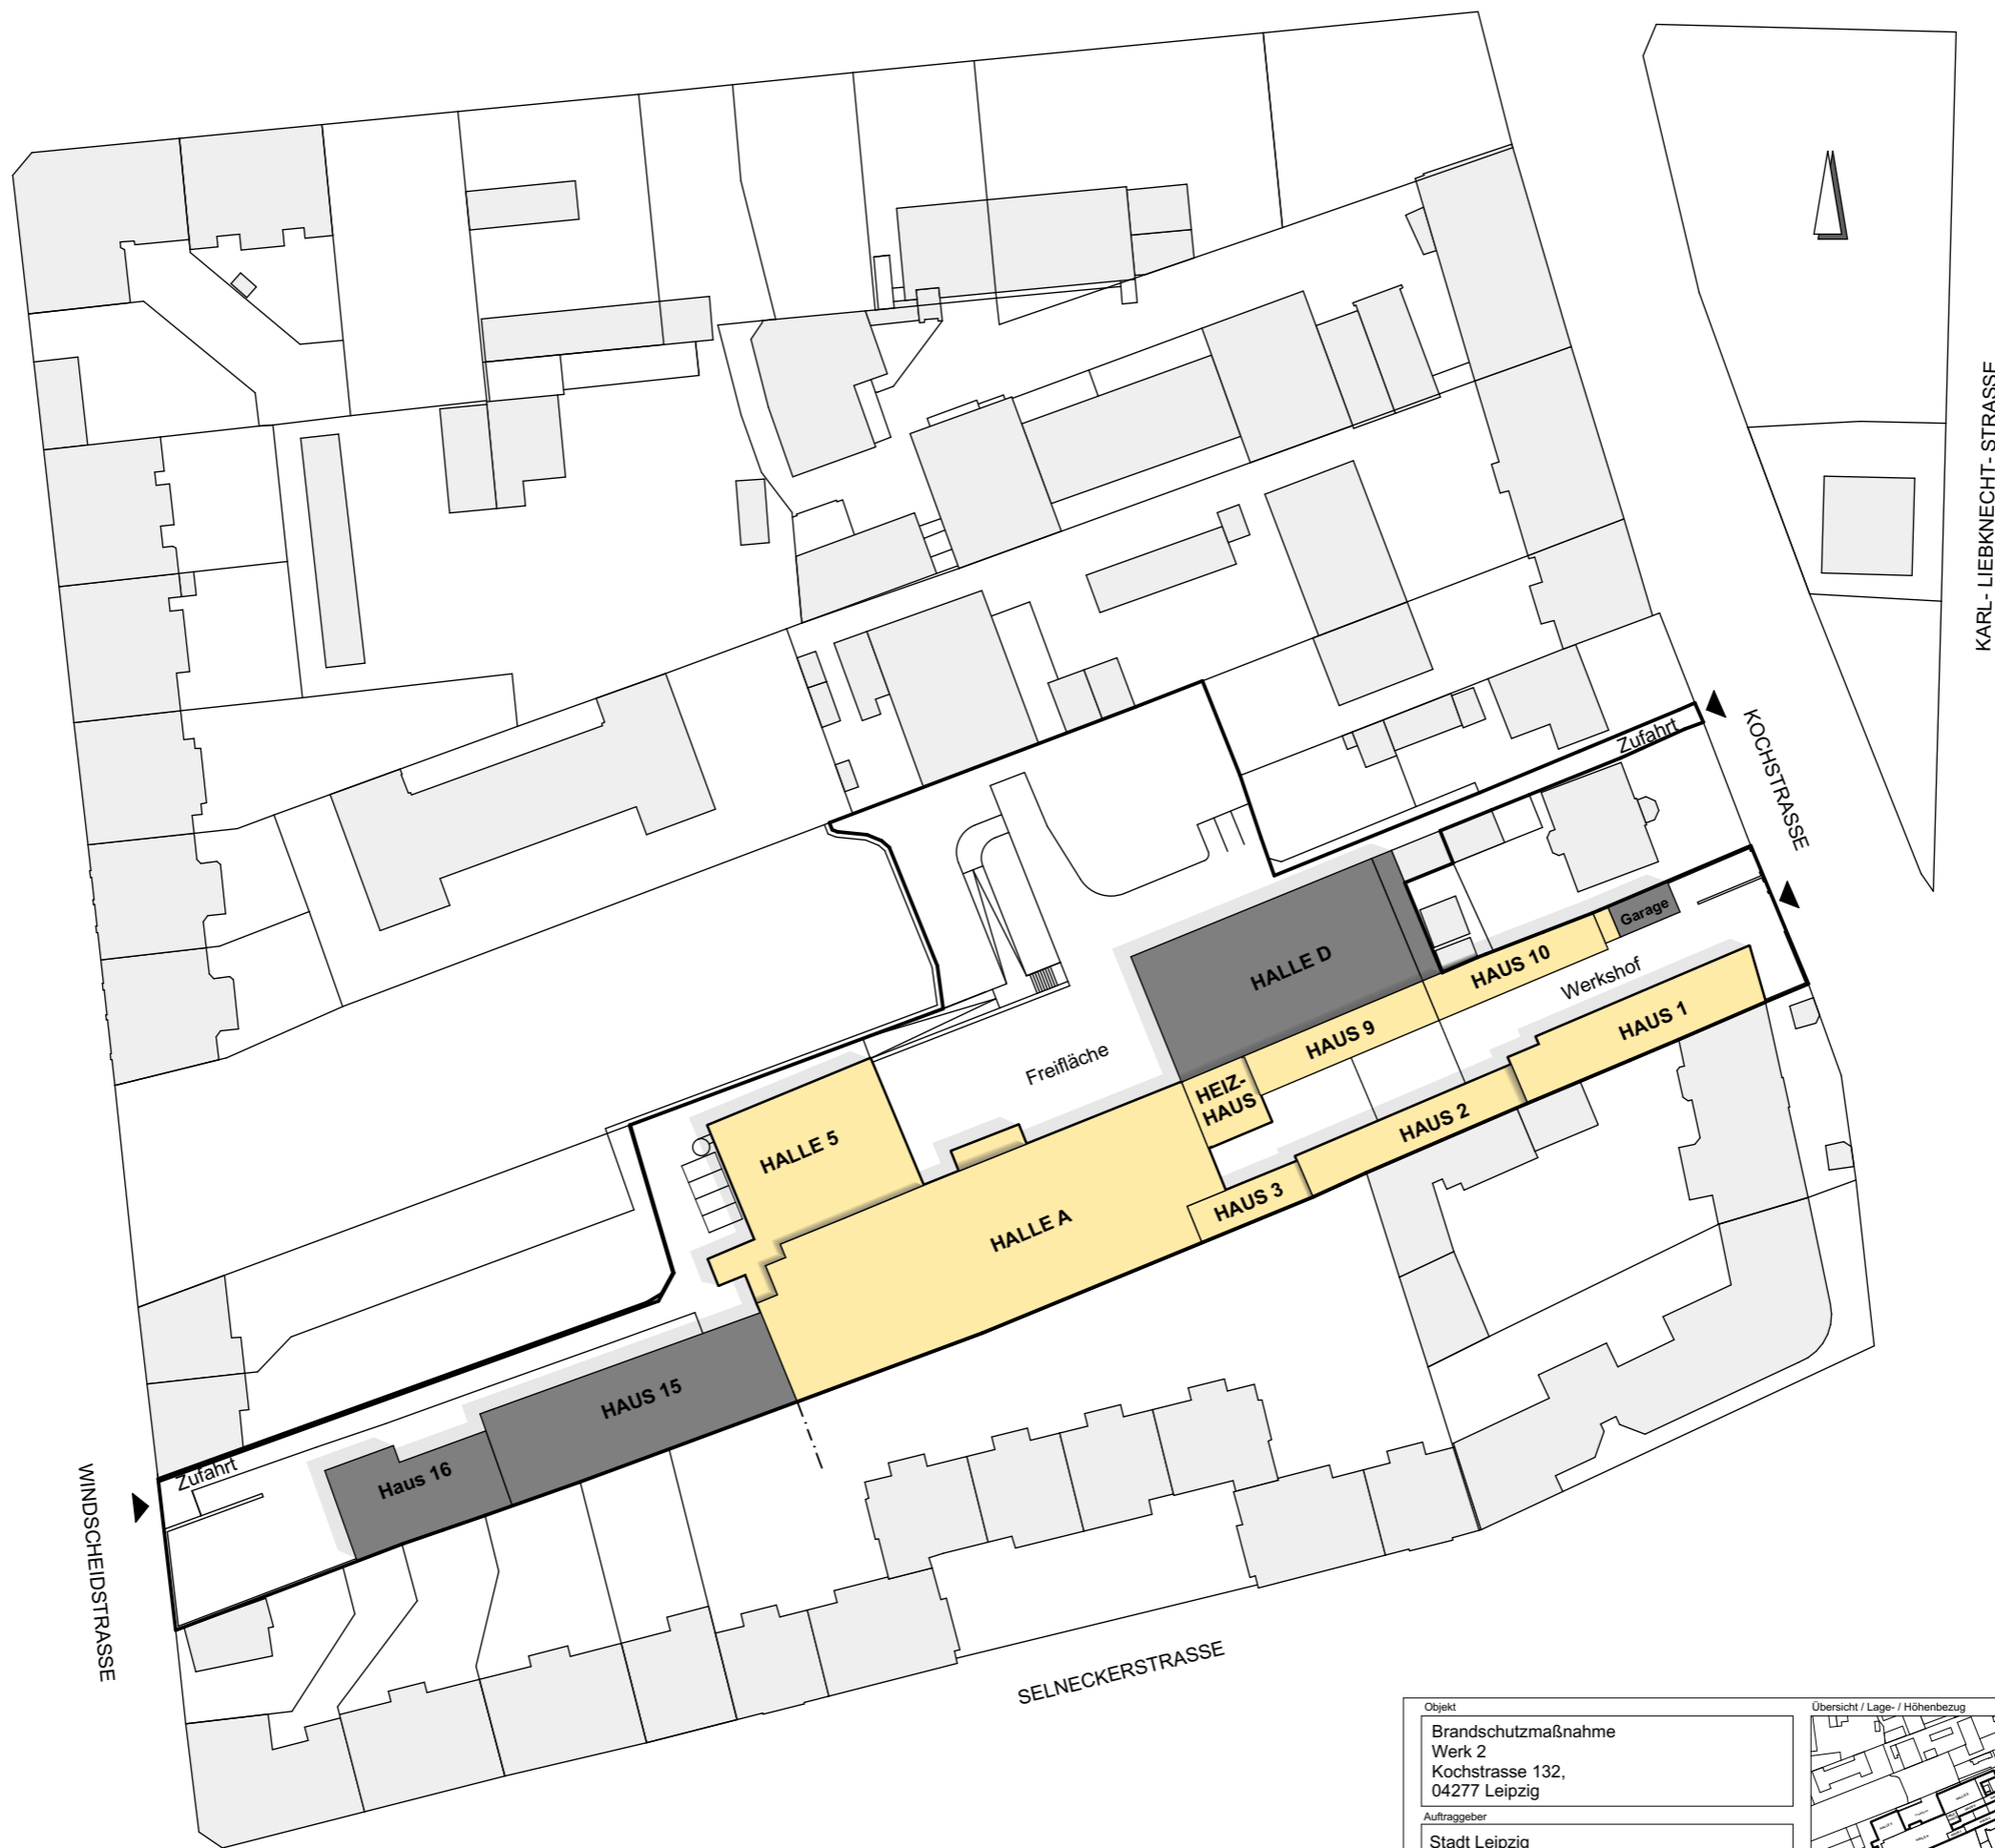 KARL- LIEBKNECHT- STRASSE
KOCHSTRASSE
Zufahrt
Garage
HALLE D
HAUS 10
Werkshof
HAUS 1
HAUS 9
Freifläche
HEIZ-
HAUS
HAUS 2
HALLE 5
HAUS 3
HALLE A
HAUS 15
Haus 16
Zufahrt
WINDSCHEIDSTRASSE
SELNECKERSTRASSE
Objekt
Brandschutzmaßnahme
Werk 2
Kochstrasse 132,
04277 Leipzig
Auftraggeber
Stadt Leipzig
Übersicht / Lage- / Höhenbezug